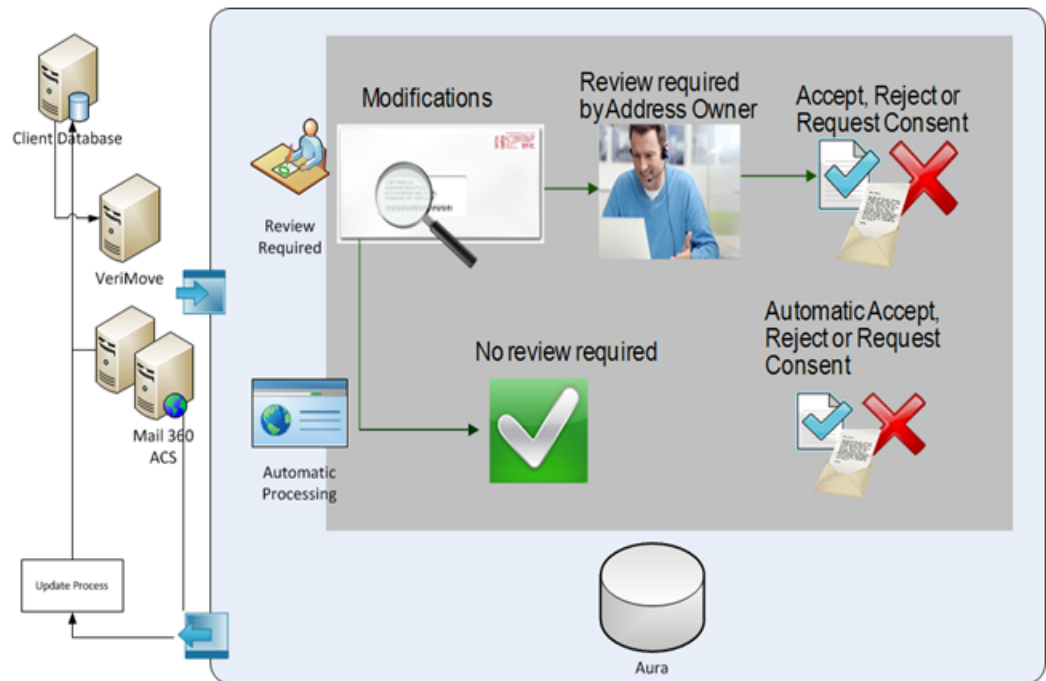 Client Database
VeriMove
Mail 360
ACS
Update Process
Modifications
Review required
by Address Owner
Accept, Reject or
Request Consent
Review
Required
No review required
Automatic Accept,
Reject or Request
Consent
Automatic
Processing
Aura